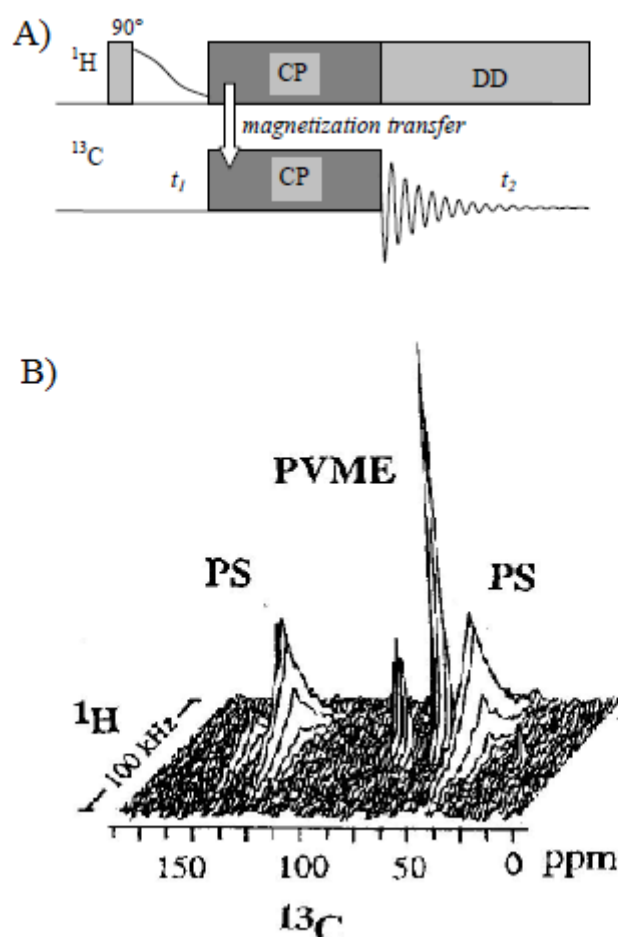 A)
90°
¹H
CP
DD
magnetization transfer
¹³C
t₁
CP
t₂
B)
PVME
PS
PS
¹H
100 kHz
150
100
50
0
ppm
¹³C